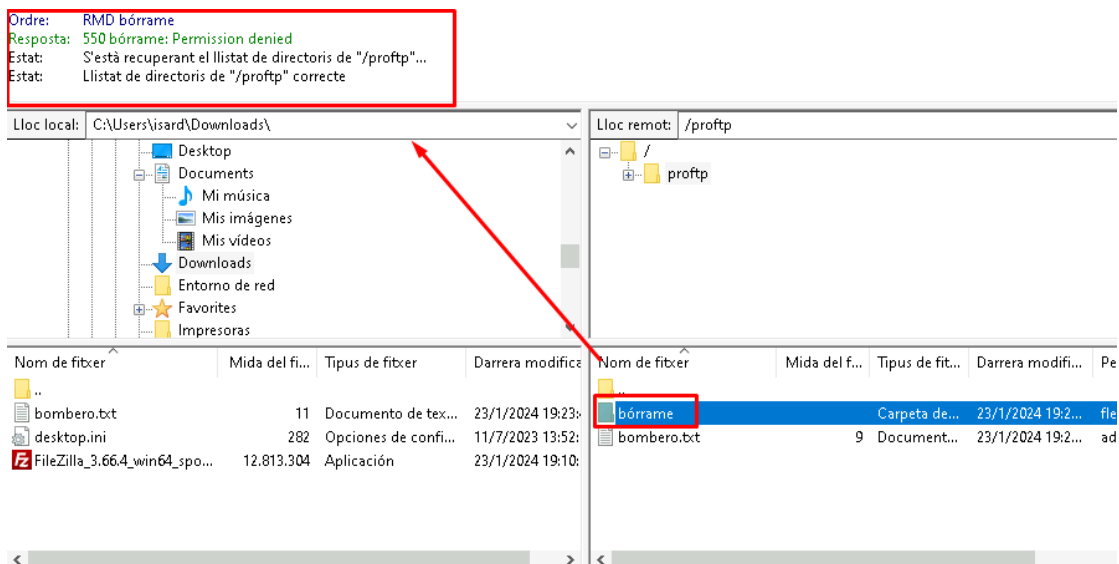 Ordre: RMD bórrame
Resposta: 550 bórrame: Permission denied
Estat: S'està recuperant el llistat de directoris de "/proftp"...
Estat: Llistat de directoris de "/proftp" correcte
Lloc local: C:\Users\isard\Downloads\
Desktop
Documents
Mi música
Mis imágenes
Mis vídeos
Downloads
Entorno de red
Favorites
Impresoras
Lloc remot: /proftp
/
proftp
Nom de fitxer Mida del fi... Tipus de fitxer Darrera modifica
..
bombero.txt 11 Documento de tex... 23/1/2024 19:23:
desktop.ini 282 Opciones de confi... 11/7/2023 13:52:
FileZilla_3.66.4_win64_spo... 12.813.304 Aplicación 23/1/2024 19:10:
Nom de fitxer Mida del f... Tipus de fit... Darrera modifi... Pe
..
bórrame Carpeta de... 23/1/2024 19:2... fle
bombero.txt 9 Document... 23/1/2024 19:2... ad